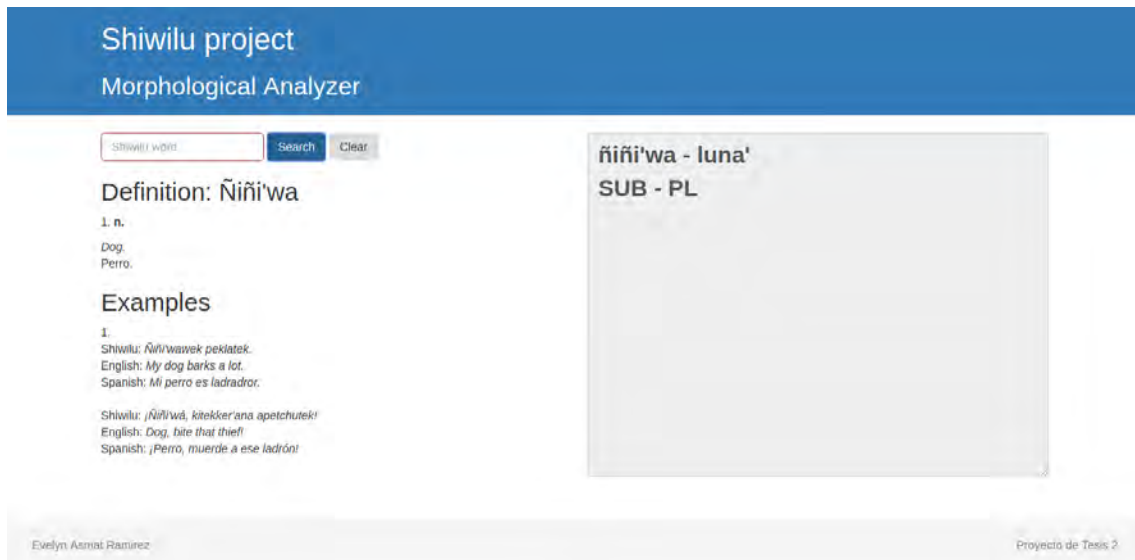 Shiwilu project
Morphological Analyzer
Shiwilu word
Search
Clear
Definition: Ñiñi'wa
1. n.
Dog.
Perro.
Examples
1.
Shiwilu: Ñiñi'wawek peklatek.
English: My dog barks a lot.
Spanish: Mi perro es ladrador.
Shiwilu: ¡Ñiñi'wá, kitekker'ana apetchutek!
English: Dog, bite that thief!
Spanish: ¡Perro, muerde a ese ladrón!
ñiñi'wa - luna'
SUB - PL
Evelyn Asmat Ramirez
Proyecto de Tesis 2